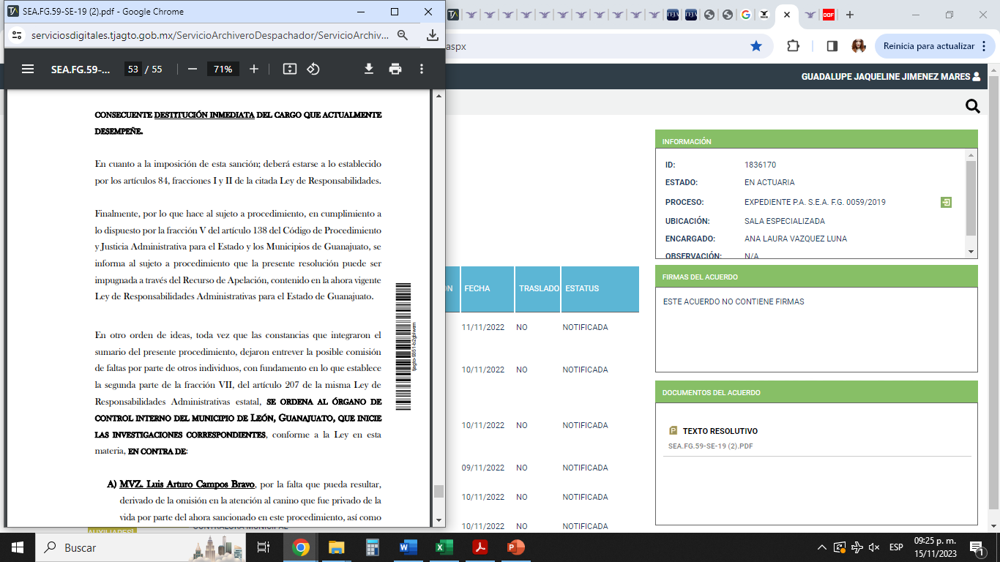 SEA.FG.59-SE-19 (2).pdf - Google Chrome
serviciosdigitales.tjagto.gob.mx/ServicioArchiveroDespachador/ServicioArchiv...
SEA.FG.59-... 53 / 55 71%
CONSECUENTE DESTITUCIÓN INMEDIATA DEL CARGO QUE ACTUALMENTE
DESEMPEÑE.
En cuanto a la imposición de esta sanción; deberá estarse a lo establecido
por los artículos 84, fracciones I y II de la citada Ley de Responsabilidades.
Finalmente, por lo que hace al sujeto a procedimiento, en cumplimiento a
lo dispuesto por la fracción V del artículo 138 del Código de Procedimiento
y Justicia Administrativa para el Estado y los Municipios de Guanajuato, se
informa al sujeto a procedimiento que la presente resolución puede ser
impugnada a través del Recurso de Apelación, contenido en la ahora vigente
Ley de Responsabilidades Administrativas para el Estado de Guanajuato.
En otro orden de ideas, toda vez que las constancias que integraron el
sumario del presente procedimiento, dejaron entrever la posible comisión
de faltas por parte de otros individuos, con fundamento en lo que establece
la segunda parte de la fracción VII, del artículo 207 de la misma Ley de
Responsabilidades Administrativas estatal, SE ORDENA AL ÓRGANO DE
CONTROL INTERNO DEL MUNICIPIO DE LEÓN, GUANAJUATO, QUE INICIE
LAS INVESTIGACIONES CORRESPONDIENTES, conforme a la Ley en esta
materia, EN CONTRA DE:
A) MVZ. Luis Arturo Campos Bravo, por la falta que pueda resultar,
derivado de la omisión en la atención al canino que fue privado de la
vida por parte del ahora sancionado en este procedimiento, así como
AUXILIARES
CONTRALOR MUNICIPAL
aspx
Reinicia para actualizar
GUADALUPE JAQUELINE JIMENEZ MARES
ÓN FECHA TRASLADO ESTATUS
11/11/2022 NO NOTIFICADA
10/11/2022 NO NOTIFICADA
10/11/2022 NO NOTIFICADA
09/11/2022 NO NOTIFICADA
10/11/2022 NO NOTIFICADA
10/11/2022 NO NOTIFICADA
INFORMACIÓN
ID: 1836170
ESTADO: EN ACTUARIA
PROCESO: EXPEDIENTE P.A. S.E.A. F.G. 0059/2019
UBICACIÓN: SALA ESPECIALIZADA
ENCARGADO: ANA LAURA VAZQUEZ LUNA
OBSERVACIÓN: N/A
FIRMAS DEL ACUERDO
ESTE ACUERDO NO CONTIENE FIRMAS
DOCUMENTOS DEL ACUERDO
TEXTO RESOLUTIVO
SEA.FG.59-SE-19 (2).PDF
Buscar
ESP
09:25 p. m.
15/11/2023
1